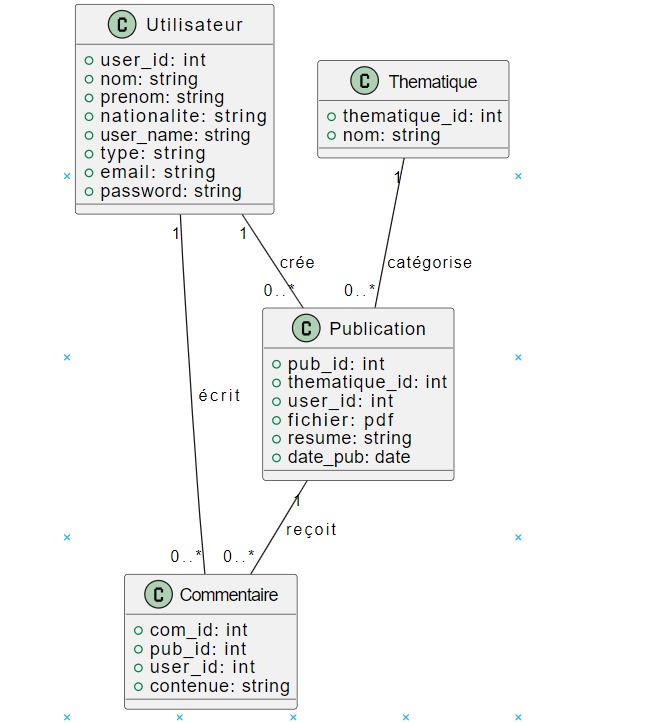 C Utilisateur
user_id: int
nom: string
prenom: string
nationalite: string
user_name: string
type: string
email: string
password: string
C Thematique
thematique_id: int
nom: string
1
1
1
crée
catégorise
0..*
0..*
C Publication
pub_id: int
thematique_id: int
user_id: int
fichier: pdf
resume: string
date_pub: date
écrit
1
reçoit
0..*
0..*
C Commentaire
com_id: int
pub_id: int
user_id: int
contenue: string